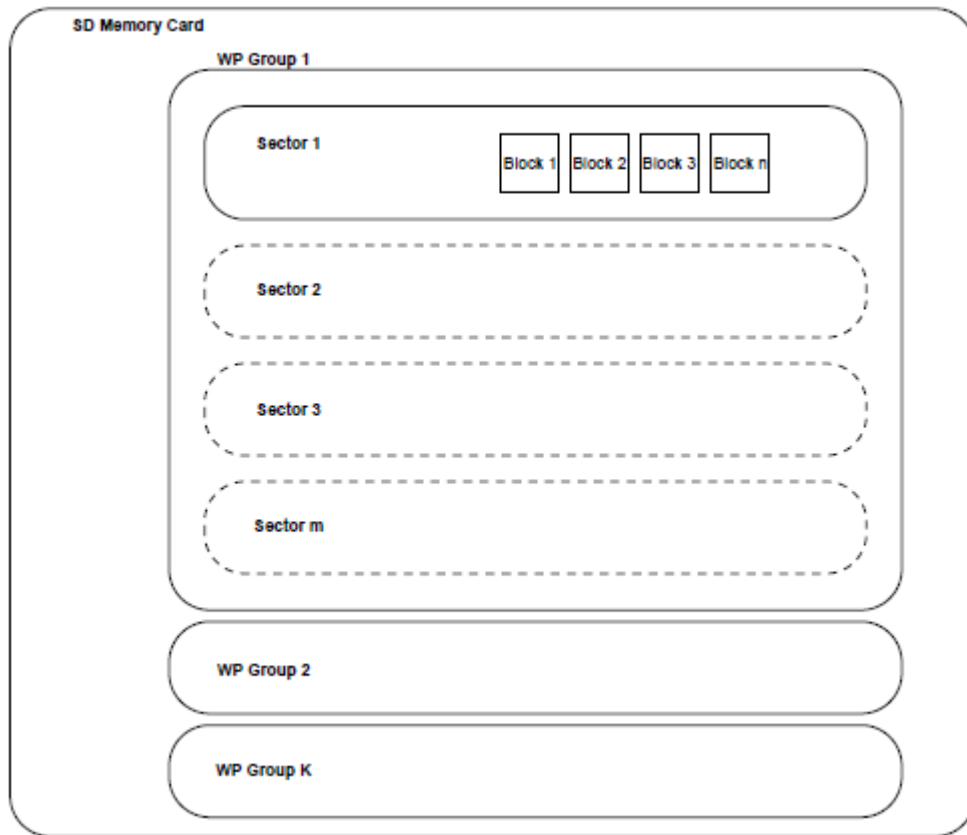 SD Memory Card
WP Group 1
Sector 1
Block 1 Block 2 Block 3 Block n
Sector 2
Sector 3
Sector m
WP Group 2
WP Group K